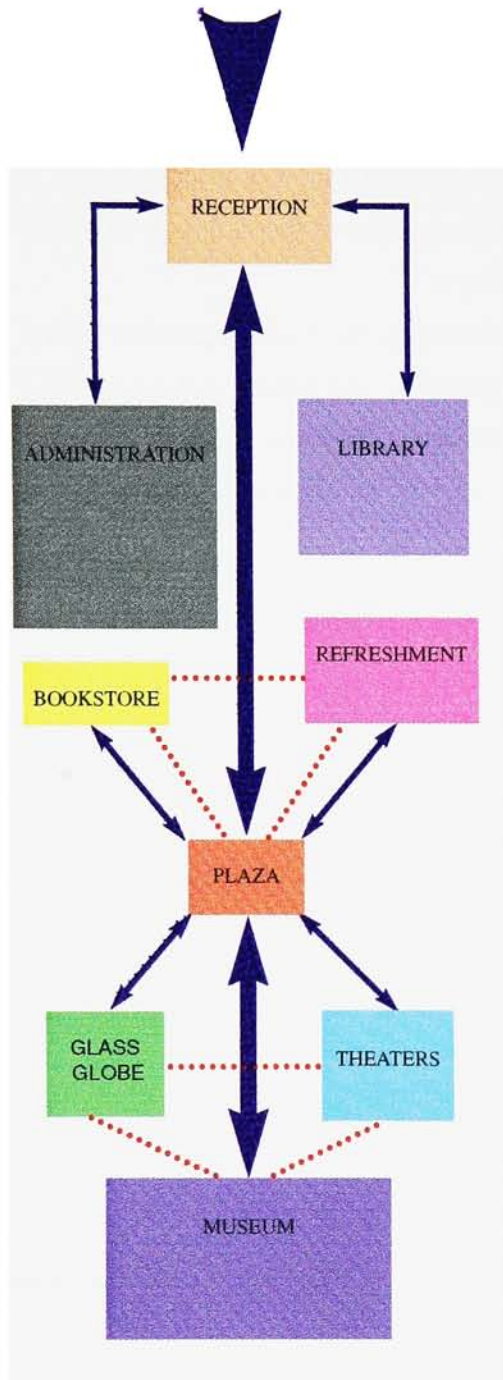 RECEPTION
ADMINISTRATION
LIBRARY
REFRESHMENT
BOOKSTORE
PLAZA
GLASS
GLOBE
THEATERS
MUSEUM